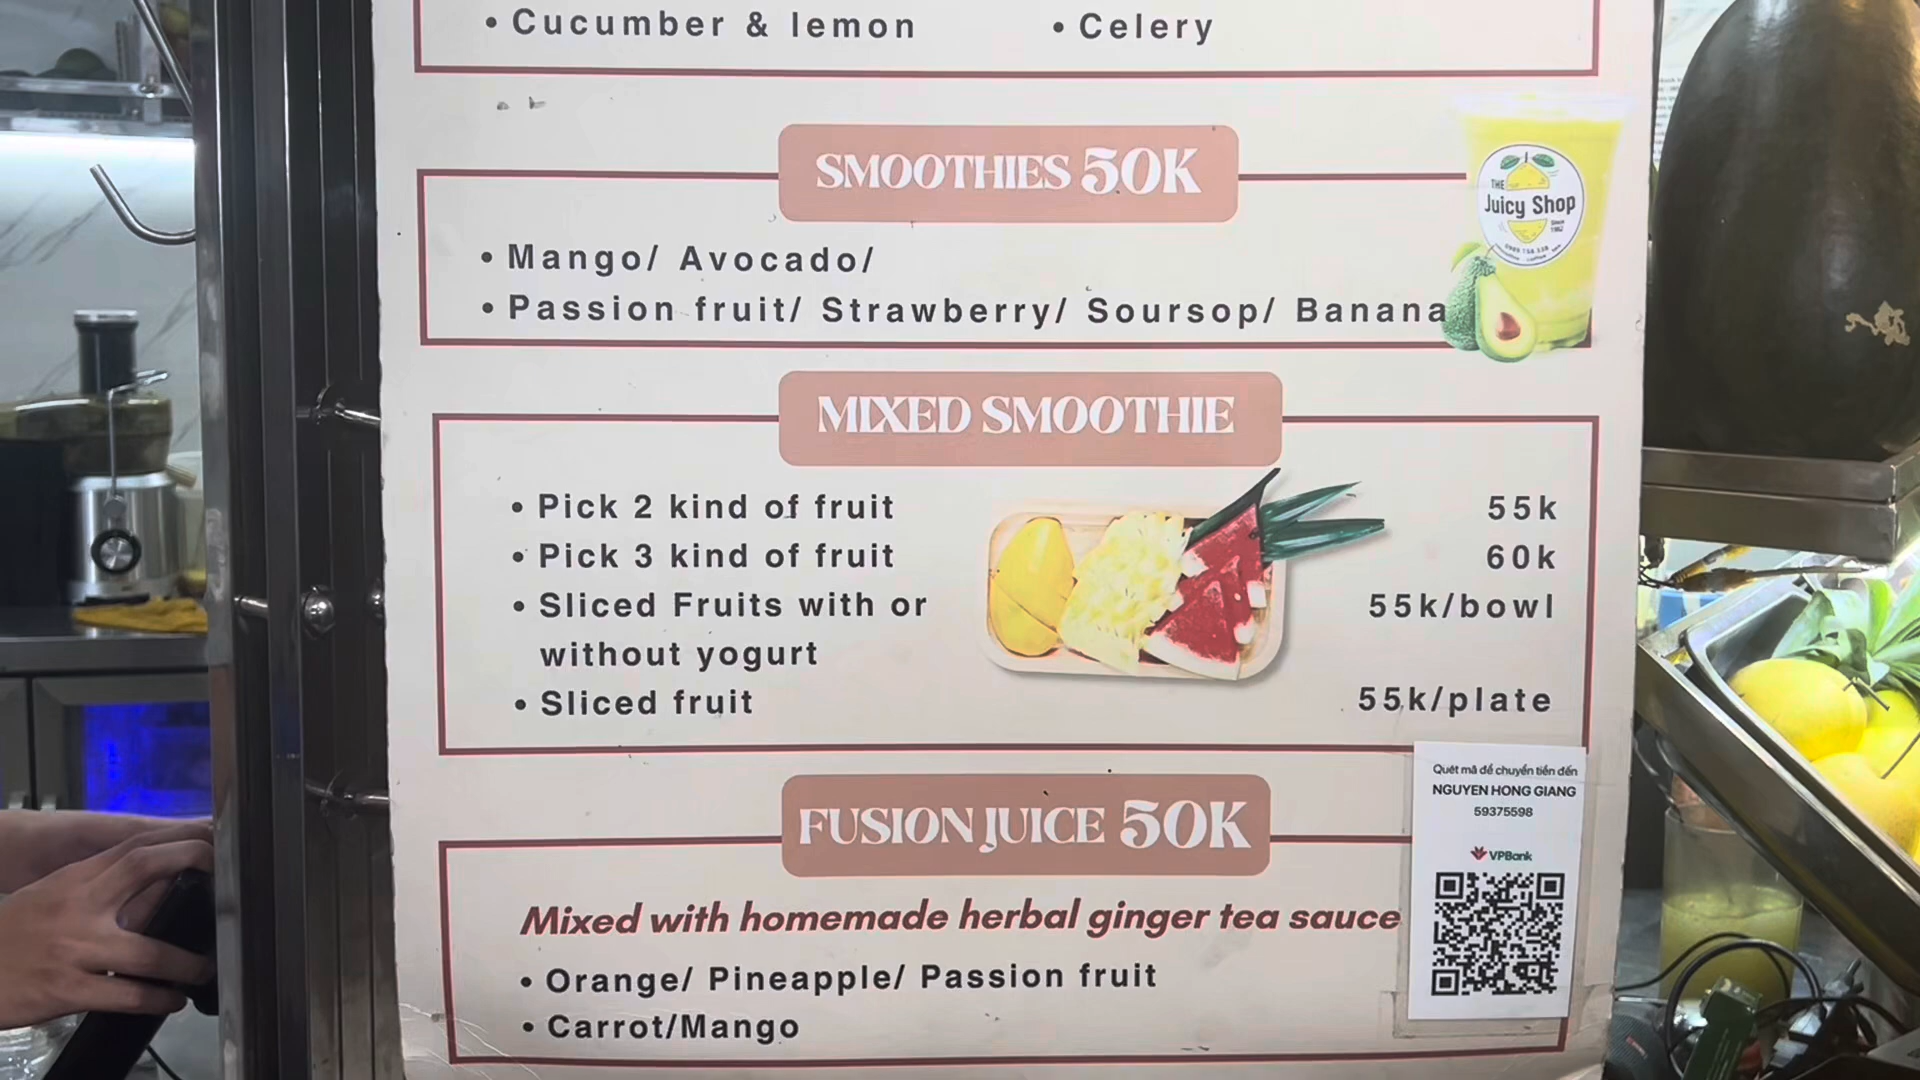 • Cucumber & lemon • Celery
SMOOTHIES 50K
THE
Juicy Shop
Since
1982
• Mango/ Avocado/
• Passion fruit/ Strawberry/ Soursop/ Banana
MIXED SMOOTHIE
• Pick 2 kind of fruit 55k
• Pick 3 kind of fruit 60k
• Sliced Fruits with or 55k/bowl
without yogurt
• Sliced fruit 55k/plate
Quét mã để chuyển tiền đến
NGUYEN HONG GIANG
59375598
VPBank
FUSION JUICE 50K
Mixed with homemade herbal ginger tea sauce
• Orange/ Pineapple/ Passion fruit
• Carrot/Mango